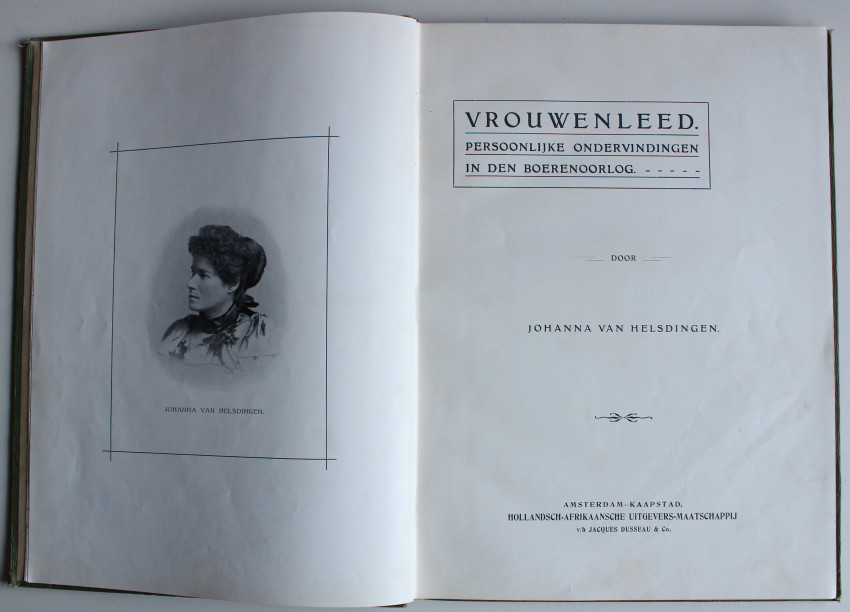 JOHANNA VAN HELSDINGEN.
VROUWENLEED.
PERSOONLIJKE ONDERVINDINGEN
IN DEN BOERENOORLOG. - - - - -
DOOR
JOHANNA VAN HELSDINGEN.
AMSTERDAM-KAAPSTAD,
HOLLANDSCH-AFRIKAANSCHE UITGEVERS-MAATSCHAPPIJ
v/h JACQUES DUSSEAU & Co.